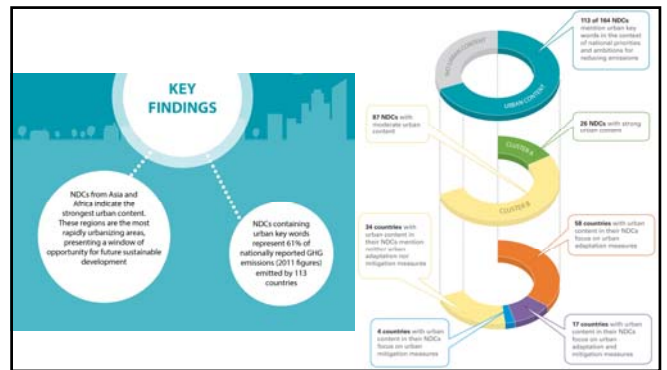 KEY
FINDINGS
NDCs from Asia and
Africa indicate the
strongest urban content.
These regions are the most
rapidly urbanizing areas,
presenting a window of
opportunity for future sustainable
development
NDCs containing
urban key words
represent 61% of
nationally reported GHG
emissions (2011 figures)
emitted by 113
countries
113 of 164 NDCs
mention urban key
words in the context
of national priorities
and ambitions for
reducing emissions
NO URBAN CONTENT
URBAN CONTENT
87 NDCs with
moderate urban
content
26 NDCs with strong
urban content
CLUSTER A
CLUSTER B
34 countries with
urban content in
their NDCs mention
neither urban
adaptation nor
mitigation measures
58 countries with urban
content in their NDCs
focus on urban
adaptation measures
4 countries with urban
content in their NDCs
focus on urban
mitigation measures
17 countries with urban
content in their NDCs
focus on urban
adaptation and
mitigation measures